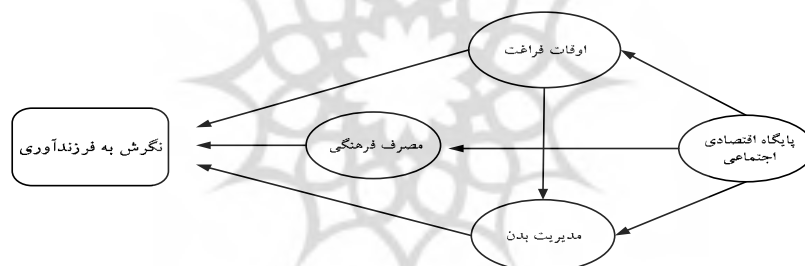 اوقات فراغت
پایگاه اقتصادی
اجتماعی
مصرف فرهنگی
نگرش به فرزندآوری
مدیریت بدن